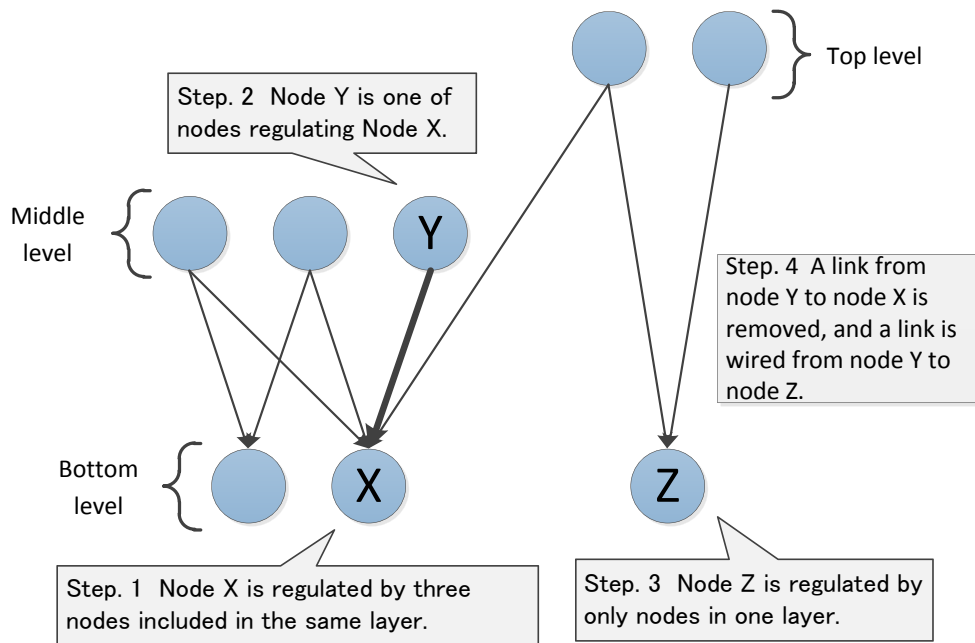 Top level
Step. 2 Node Y is one of
nodes regulating Node X.
Middle
level
Y
Step. 4 A link from
node Y to node X is
removed, and a link is
wired from node Y to
node Z.
Bottom
level
X
Z
Step. 1 Node X is regulated by three
nodes included in the same layer.
Step. 3 Node Z is regulated by
only nodes in one layer.